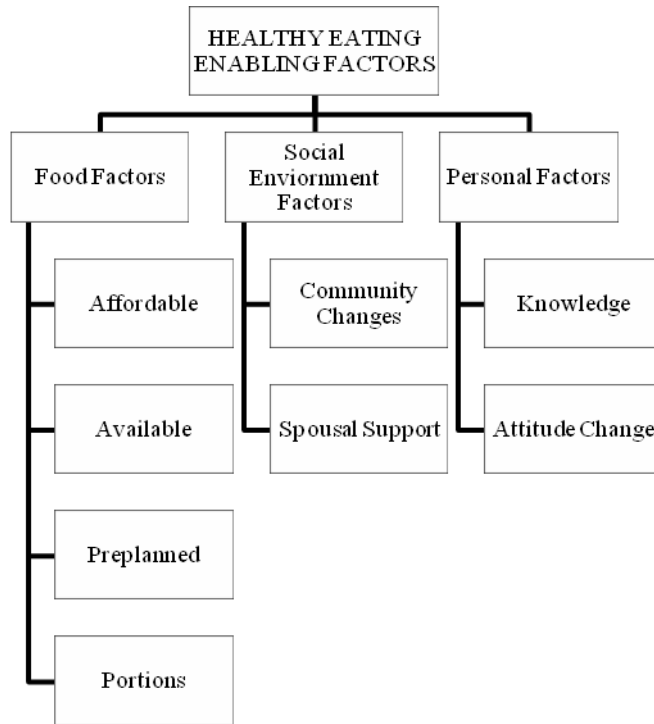 HEALTHY EATING
ENABLING FACTORS
Food Factors
Social
Enviornment
Factors
Personal Factors
Affordable
Community
Changes
Knowledge
Available
Spousal Support
Attitude Change
Preplanned
Portions